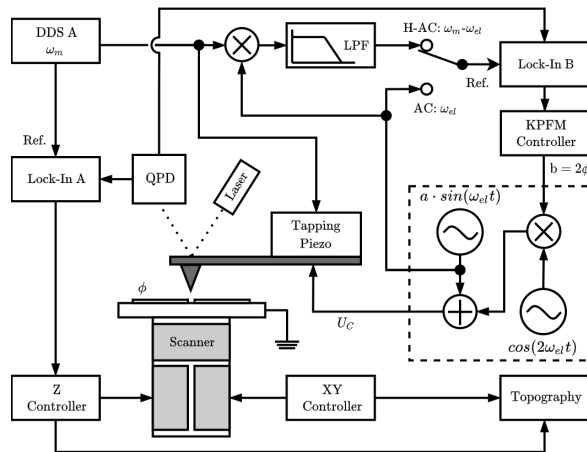 DDS A
ω_m
LPF
H-AC: ω_m-ω_el
Lock-In B
Ref.
AC: ω_el
KPFM
Controller
Ref.
Lock-In A
QPD
Laser
b = 2ϕ
a · sin(ω_el t)
Tapping
Piezo
ϕ
U_C
cos(2ω_el t)
Scanner
Z
Controller
XY
Controller
Topography